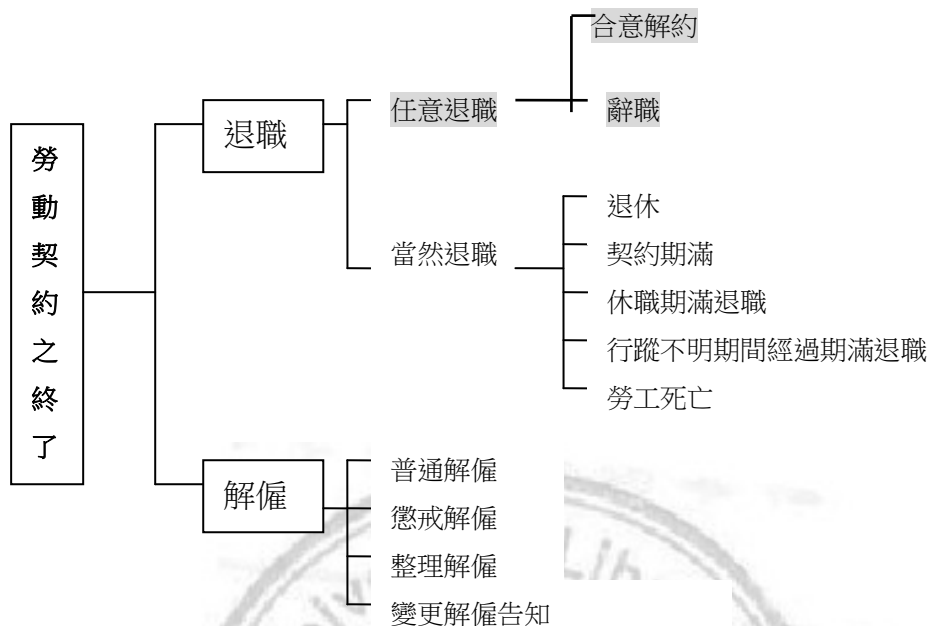 勞動契約之終了
退職
任意退職
合意解約
辭職
當然退職
退休
契約期滿
休職期滿退職
行蹤不明期間經過期滿退職
勞工死亡
解僱
普通解僱
懲戒解僱
整理解僱
變更解僱告知